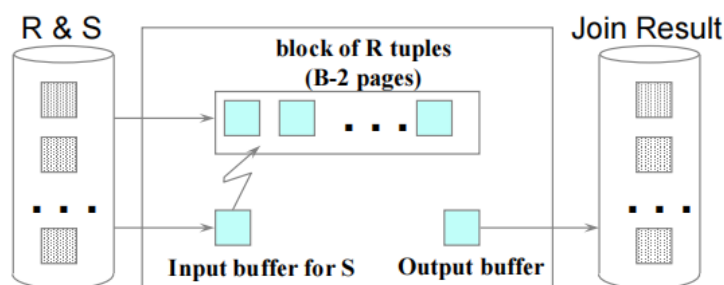 R & S
block of R tuples
(B-2 pages)
Join Result
. . .
. . .
. . .
Input buffer for S
Output buffer